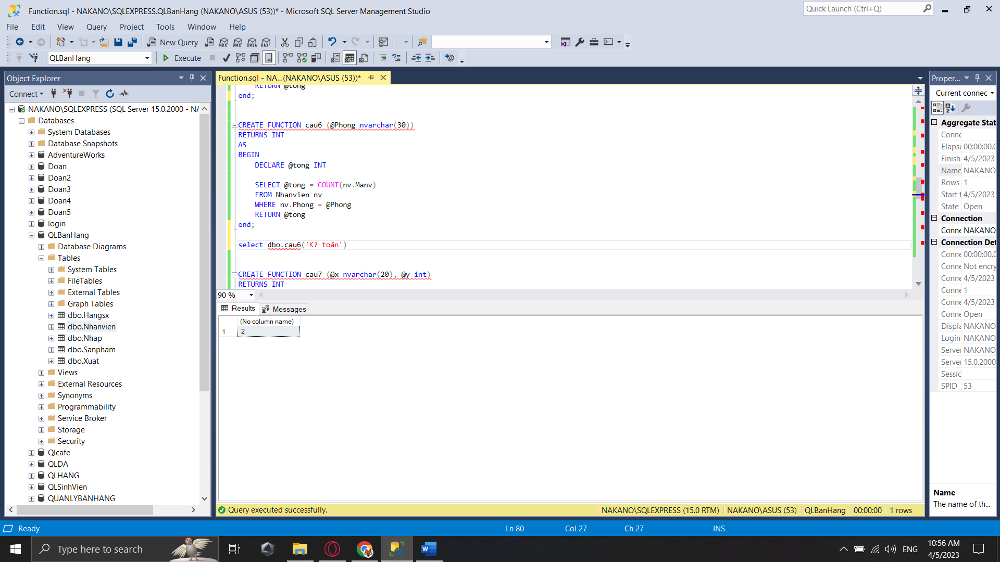 Function.sql - NAKANO\SQLEXPRESS.QLBanHang (NAKANO\ASUS (53))* - Microsoft SQL Server Management Studio
Quick Launch (Ctrl+Q)
File Edit View Query Project Tools Window Help
New Query MDX DMX XMLA DAX
QLBanHang Execute
Object Explorer
Connect
NAKANO\SQLEXPRESS (SQL Server 15.0.2000 - NA
Databases
System Databases
Database Snapshots
AdventureWorks
Doan
Doan2
Doan3
Doan4
Doan5
login
QLBanHang
Database Diagrams
Tables
System Tables
FileTables
External Tables
Graph Tables
dbo.Hangsx
dbo.Nhanvien
dbo.Nhap
dbo.Sanpham
dbo.Xuat
Views
External Resources
Synonyms
Programmability
Service Broker
Storage
Security
Qlcafe
QLDA
QLHANG
QLSinhVien
QUANLYBANHANG
Function.sql - NA...(NAKANO\ASUS (53))*
RETURN @tong
end;
CREATE FUNCTION cau6 (@Phong nvarchar(30))
RETURNS INT
AS
BEGIN
DECLARE @tong INT
SELECT @tong = COUNT(nv.Manv)
FROM Nhanvien nv
WHERE nv.Phong = @Phong
RETURN @tong
end;
select dbo.cau6('K? toán')
CREATE FUNCTION cau7 (@x nvarchar(20), @y int)
RETURNS INT
90 %
Results Messages
(No column name)
1 2
Query executed successfully.
NAKANO\SQLEXPRESS (15.0 RTM) NAKANO\ASUS (53) QLBanHang 00:00:00 1 rows
Proper...
Current connec
Aggregate Stat
Conne
Elapse 00:00:00.0
Finish 4/5/2023
Name NAKANO
Rows 1
Start t 4/5/2023
State Open
Connection
Conne NAKANO
Connection Det
Conne 00:00:00.0
Conne Not encry
Conne 4/5/2023
Conne 1
Conne 4/5/2023
Conne Open
Displa NAKANO
Login NAKANO
Server NAKANO
Server 15.0.2000
Sessic
SPID 53
Name
The name of th...
Ready Ln 80 Col 27 Ch 27 INS
Type here to search
ENG
10:56 AM
4/5/2023